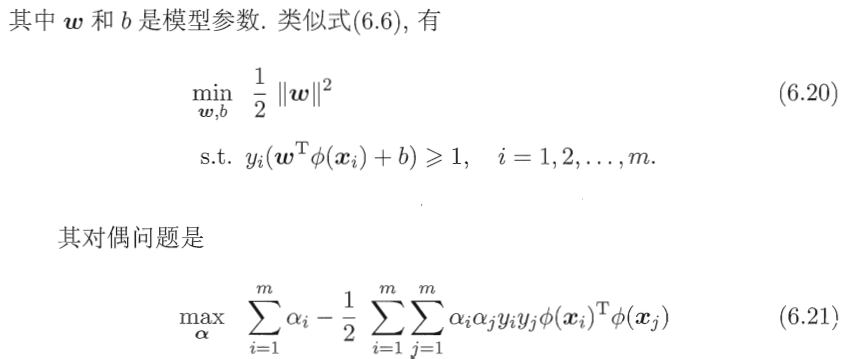 其中 w 和 b 是模型参数. 类似式(6.6), 有
min_{w,b} 1/2 ‖w‖² (6.20)
s.t. y_i(w^T ϕ(x_i) + b) ⩾ 1, i = 1, 2, . . . , m.
其对偶问题是
max_α ∑_{i=1}^{m} α_i − 1/2 ∑_{i=1}^{m} ∑_{j=1}^{m} α_i α_j y_i y_j ϕ(x_i)^T ϕ(x_j) (6.21)